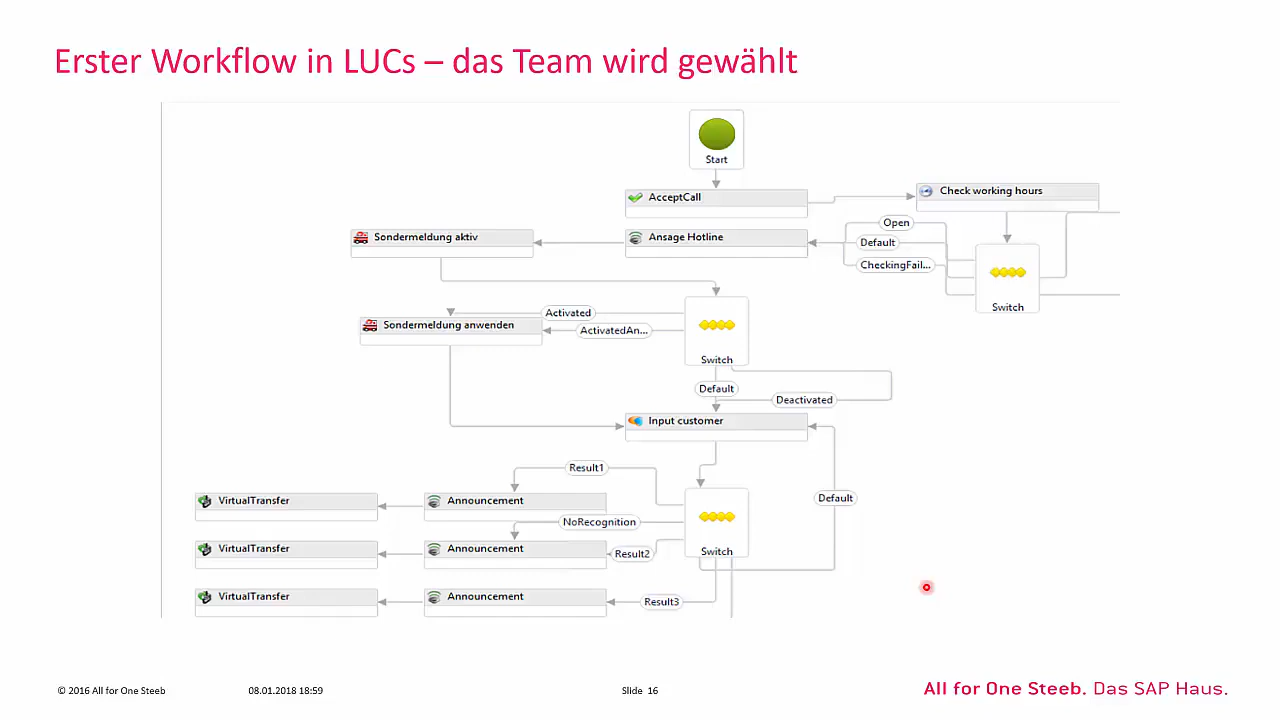 Erster Workflow in LUCs – das Team wird gewählt
Start
AcceptCall
Check working hours
Open
Sondermeldung aktiv
Ansage Hotline
Default
CheckingFail...
Switch
Activated
Sondermeldung anwenden
ActivatedAn...
Switch
Default
Deactivated
Input customer
Result1
VirtualTransfer
Announcement
Default
NoRecognition
VirtualTransfer
Announcement
Result2
Switch
VirtualTransfer
Announcement
Result3
© 2016 All for One Steeb
08.01.2018 18:59
Slide 16
All for One Steeb. Das SAP Haus.